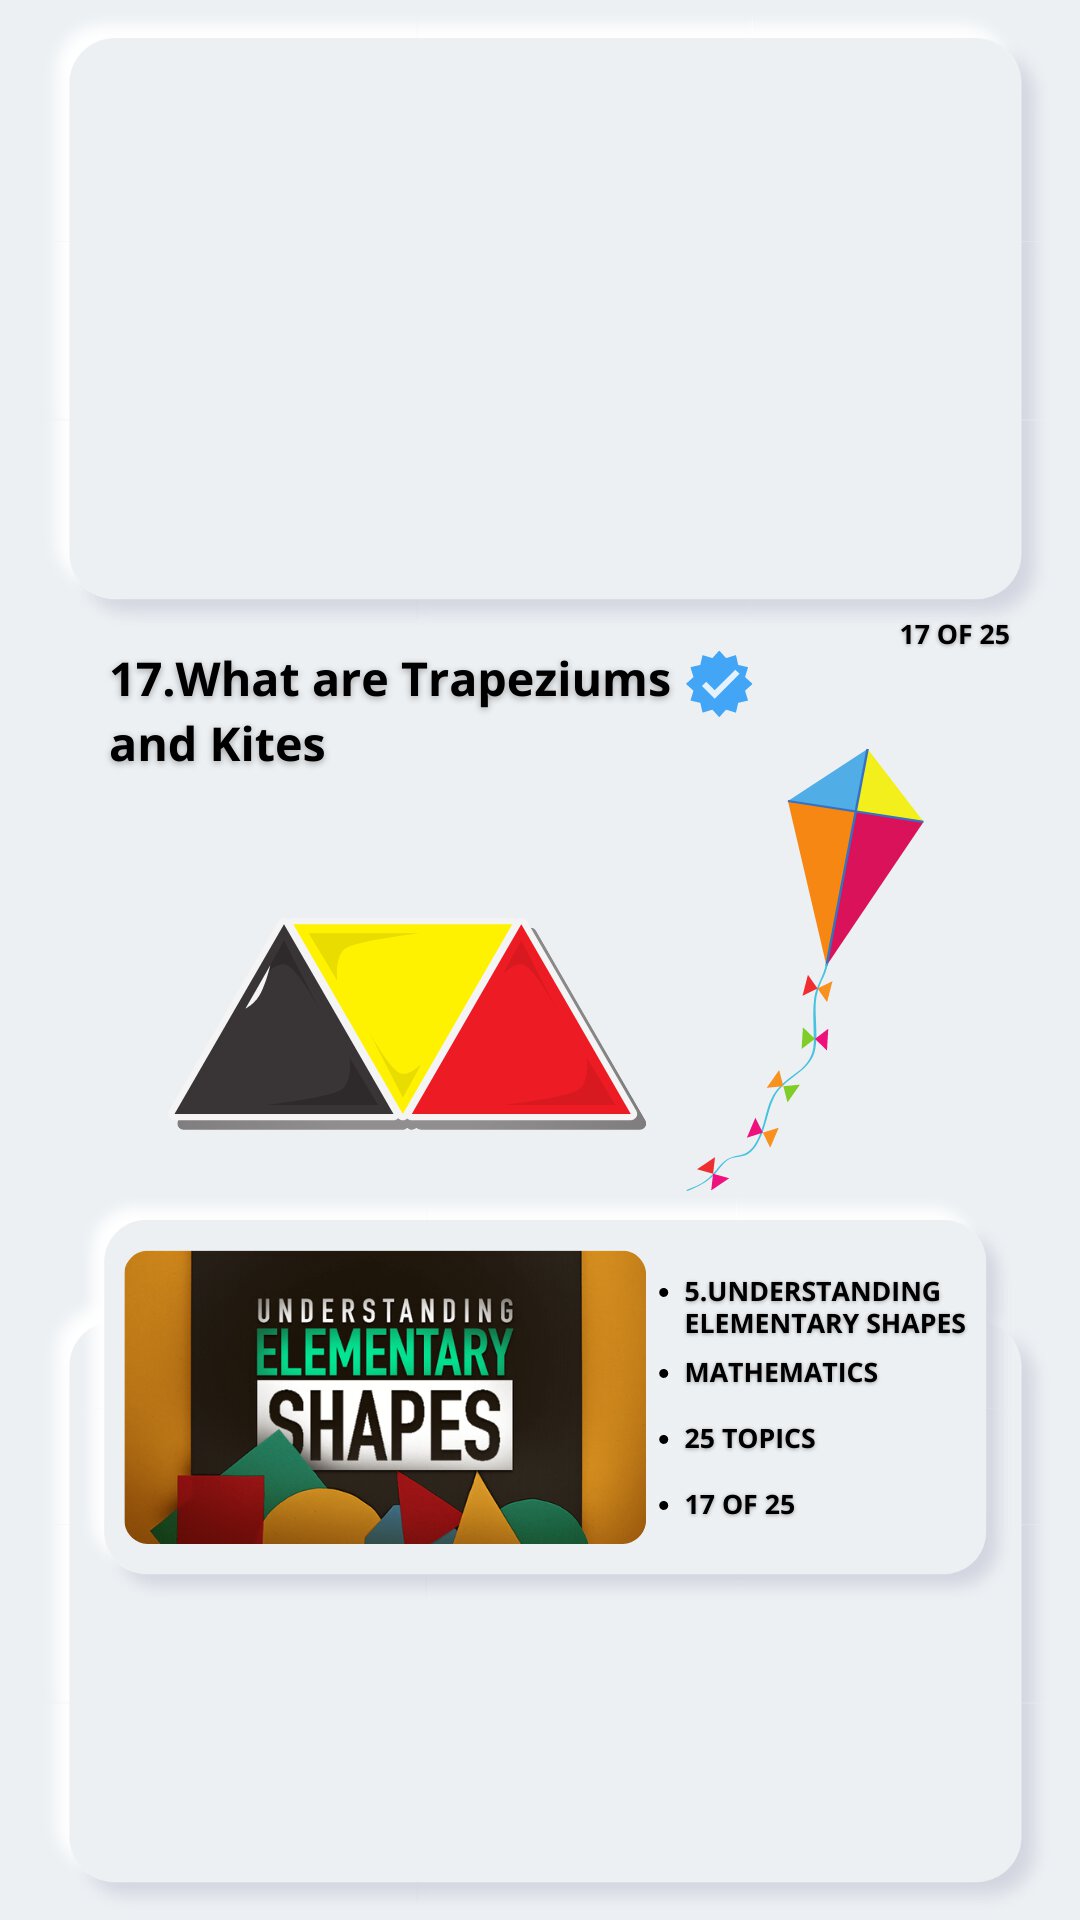 17 OF 25
17.What are Trapeziums
and Kites
UNDERSTANDING
ELEMENTARY
SHAPES
• 5.UNDERSTANDING
ELEMENTARY SHAPES
• MATHEMATICS
• 25 TOPICS
• 17 OF 25